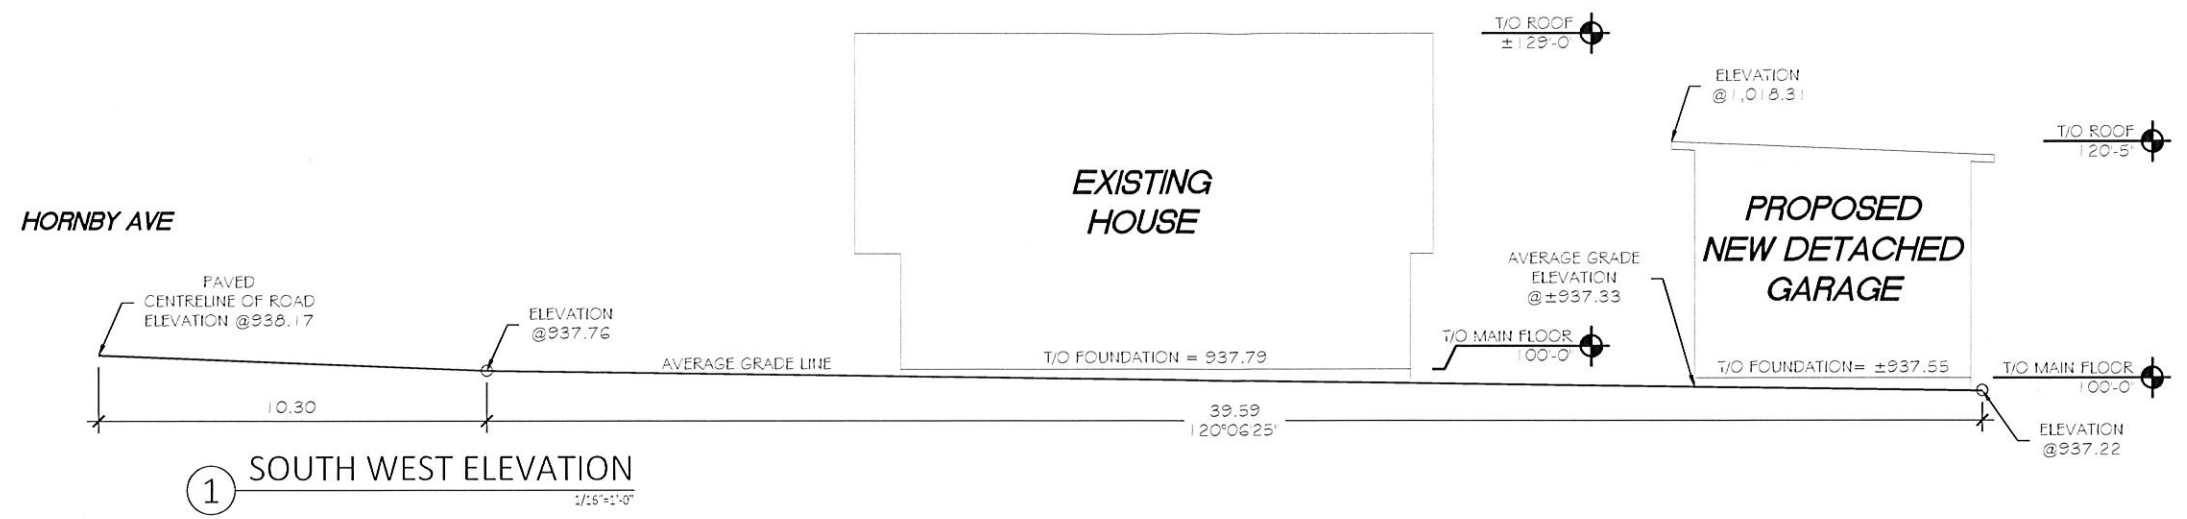 T/O ROOF
±129'-0"
ELEVATION
@1,018.31
T/O ROOF
120'-5"
EXISTING
HOUSE
PROPOSED
NEW DETACHED
GARAGE
HORNBY AVE
AVERAGE GRADE
ELEVATION
@±937.33
PAVED
CENTRELINE OF ROAD
ELEVATION @938.17
ELEVATION
@937.76
AVERAGE GRADE LINE
T/O FOUNDATION = 937.79
T/O MAIN FLOOR
100'-0"
T/O FOUNDATION= ±937.55
T/O MAIN FLOOR
100'-0"
10.30
39.59
120°06'25"
ELEVATION
@937.22
1
SOUTH WEST ELEVATION
1/16"=1'-0"